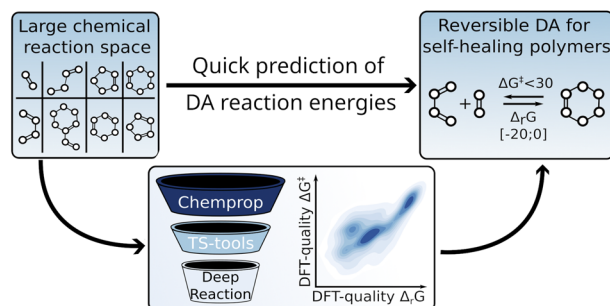 Large chemical
reaction space
Quick prediction of
DA reaction energies
Reversible DA for
self-healing polymers
+
ΔG‡<30
ΔrG
[-20;0]
Chemprop
TS-tools
Deep
Reaction
DFT-quality ΔG‡
DFT-quality ΔrG